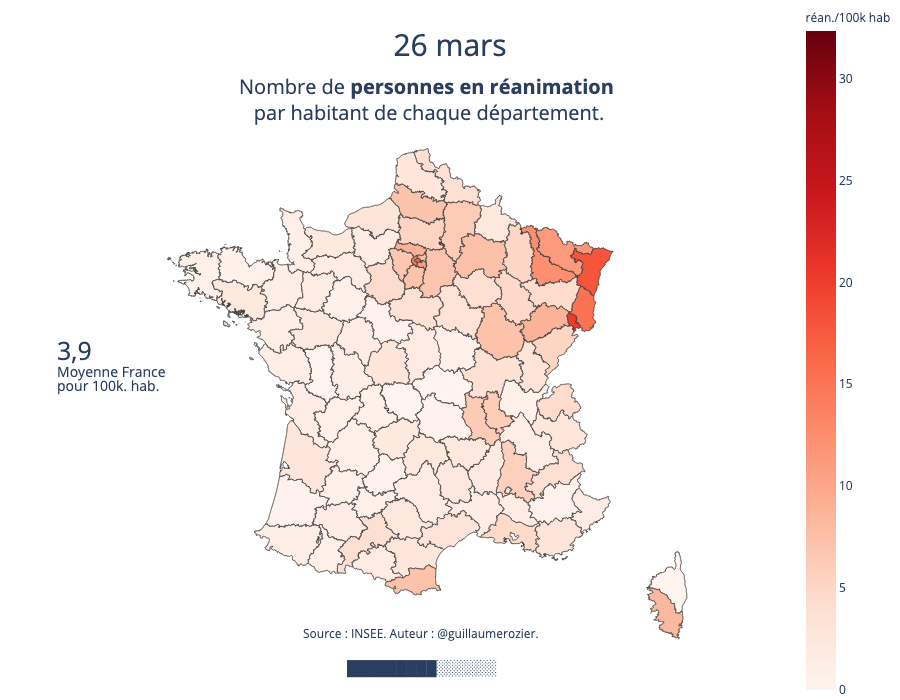 réan./100k hab
26 mars
Nombre de personnes en réanimation
par habitant de chaque département.
30
25
20
15
10
5
0
3,9
Moyenne France
pour 100k. hab.
Source : INSEE. Auteur : @guillaumerozier.